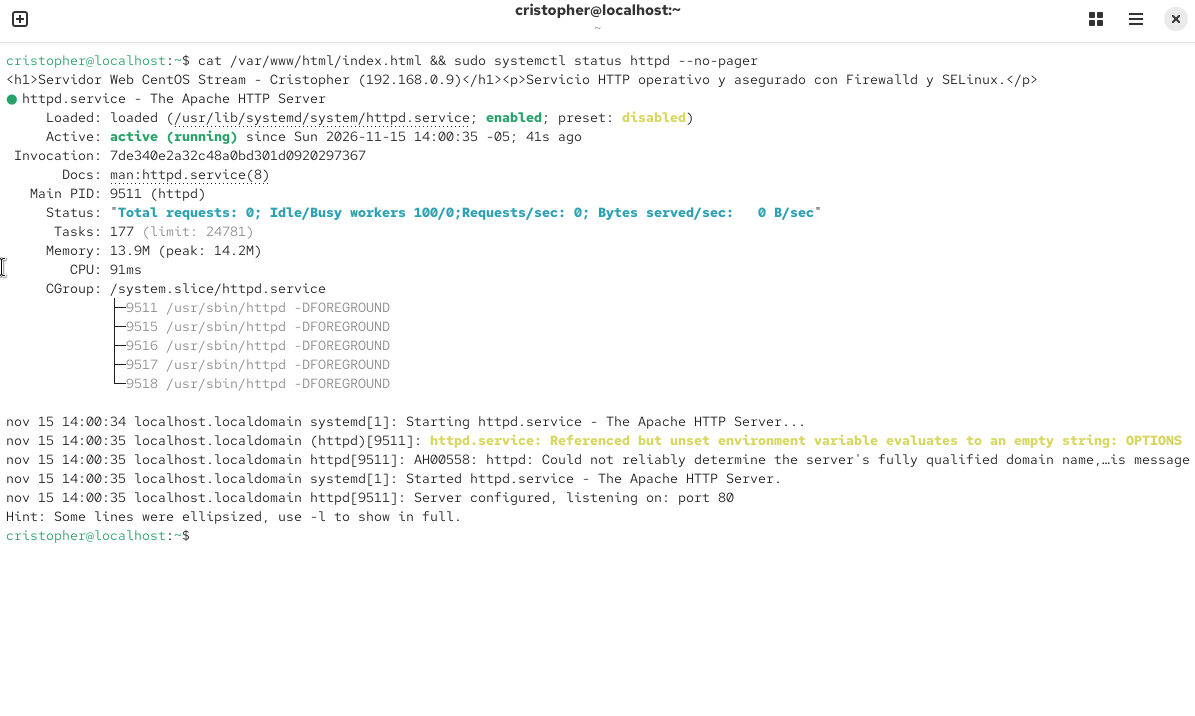 cristopher@localhost:~
~
cristopher@localhost:~$ cat /var/www/html/index.html && sudo systemctl status httpd --no-pager
<h1>Servidor Web CentOS Stream - Cristopher (192.168.0.9)</h1><p>Servicio HTTP operativo y asegurado con Firewalld y SELinux.</p>
● httpd.service - The Apache HTTP Server
     Loaded: loaded (/usr/lib/systemd/system/httpd.service; enabled; preset: disabled)
     Active: active (running) since Sun 2026-11-15 14:00:35 -05; 41s ago
 Invocation: 7de340e2a32c48a0bd301d0920297367
       Docs: man:httpd.service(8)
   Main PID: 9511 (httpd)
     Status: "Total requests: 0; Idle/Busy workers 100/0;Requests/sec: 0; Bytes served/sec:   0 B/sec"
      Tasks: 177 (limit: 24781)
     Memory: 13.9M (peak: 14.2M)
        CPU: 91ms
     CGroup: /system.slice/httpd.service
             ├─9511 /usr/sbin/httpd -DFOREGROUND
             ├─9515 /usr/sbin/httpd -DFOREGROUND
             ├─9516 /usr/sbin/httpd -DFOREGROUND
             ├─9517 /usr/sbin/httpd -DFOREGROUND
             └─9518 /usr/sbin/httpd -DFOREGROUND
nov 15 14:00:34 localhost.localdomain systemd[1]: Starting httpd.service - The Apache HTTP Server...
nov 15 14:00:35 localhost.localdomain (httpd)[9511]: httpd.service: Referenced but unset environment variable evaluates to an empty string: OPTIONS
nov 15 14:00:35 localhost.localdomain httpd[9511]: AH00558: httpd: Could not reliably determine the server's fully qualified domain name,…is message
nov 15 14:00:35 localhost.localdomain systemd[1]: Started httpd.service - The Apache HTTP Server.
nov 15 14:00:35 localhost.localdomain httpd[9511]: Server configured, listening on: port 80
Hint: Some lines were ellipsized, use -l to show in full.
cristopher@localhost:~$